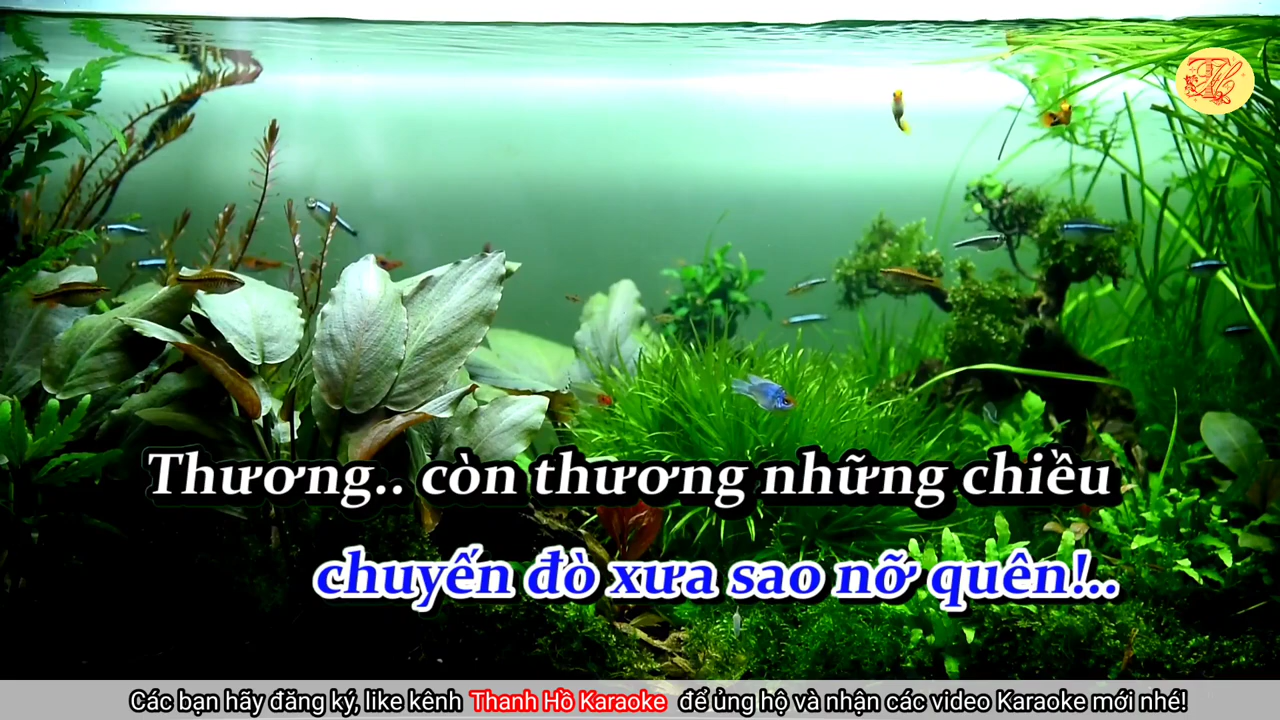 Thương.. còn thương những chiều
chuyến đò xưa sao nỡ quên!..
Các bạn hãy đăng ký, like kênh Thanh Hồ Karaoke để ủng hộ và nhận các video Karaoke mới nhé!